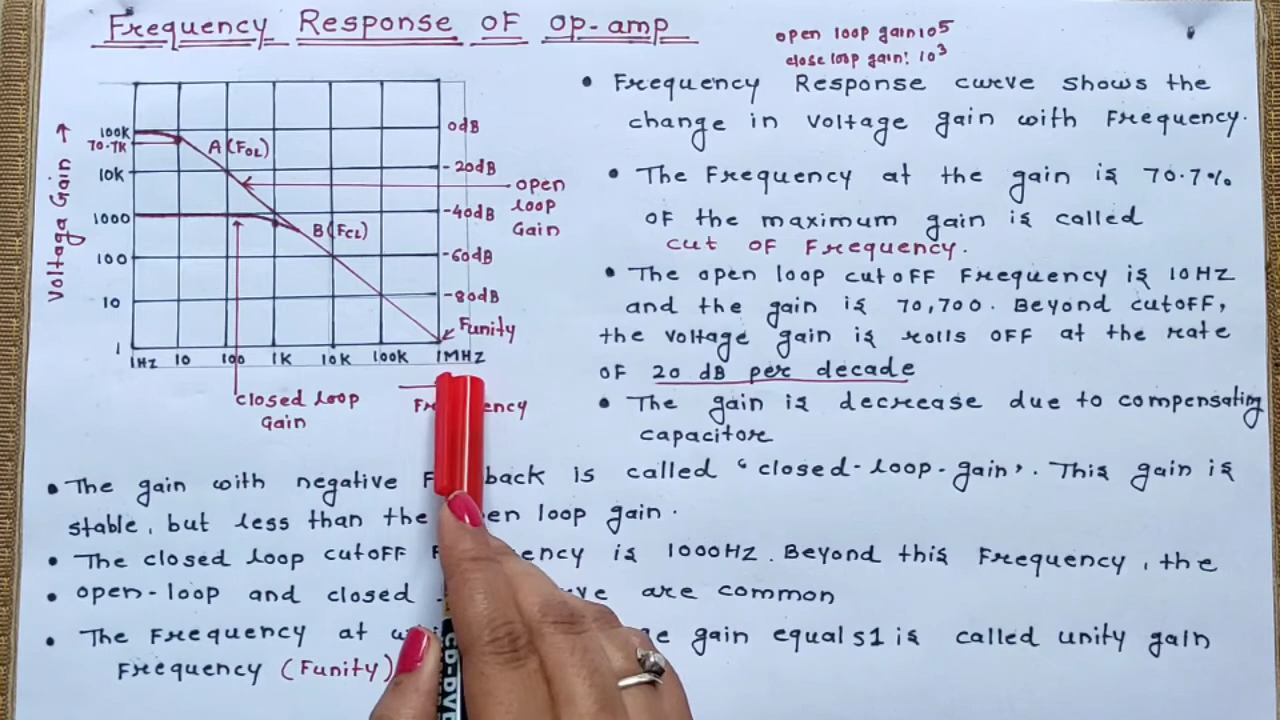 Frequency Response OF op-amp
open loop gain 10⁵
close loop gain: 10³
Voltaga Gain →
100K
70.7K
10K
1000
100
10
1
1HZ 10 100 1K 10K 100K 1MHZ
0dB
-20dB
-40dB
-60dB
-80dB
A (FOL)
B (FCL)
open
loop
Gain
Funity
closed loop
Gain
• Frequency Response curve shows the
change in voltage gain with Frequency.
• The Frequency at the gain is 70.7%
of the maximum gain is called
cut OF Frequency.
• The open loop cutoFF Frequency is 10HZ
and the gain is 70,700. Beyond cutoFF,
the voltage gain is rolls OFF at the rate
OF 20 dB per decade
• The gain is decrease due to compensating
capacitor
• The gain with negative back is called "closed-loop-gain". This gain is
stable, but less than the loop gain.
• The closed loop cutoFF is 1000HZ. Beyond this Frequency, the
• open-loop and closed are common
• The Frequency at gain equals 1 is called unity gain
Frequency (Funity)
CD-DVD